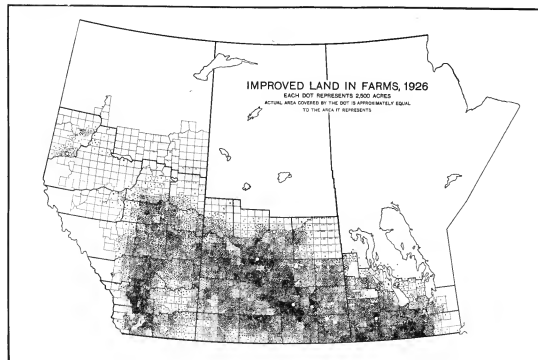 IMPROVED LAND IN FARMS, 1926
EACH DOT REPRESENTS 2,500 ACRES
ACTUAL AREA COVERED BY THE DOT IS APPROXIMATELY EQUAL
TO THE AREA IT REPRESENTS